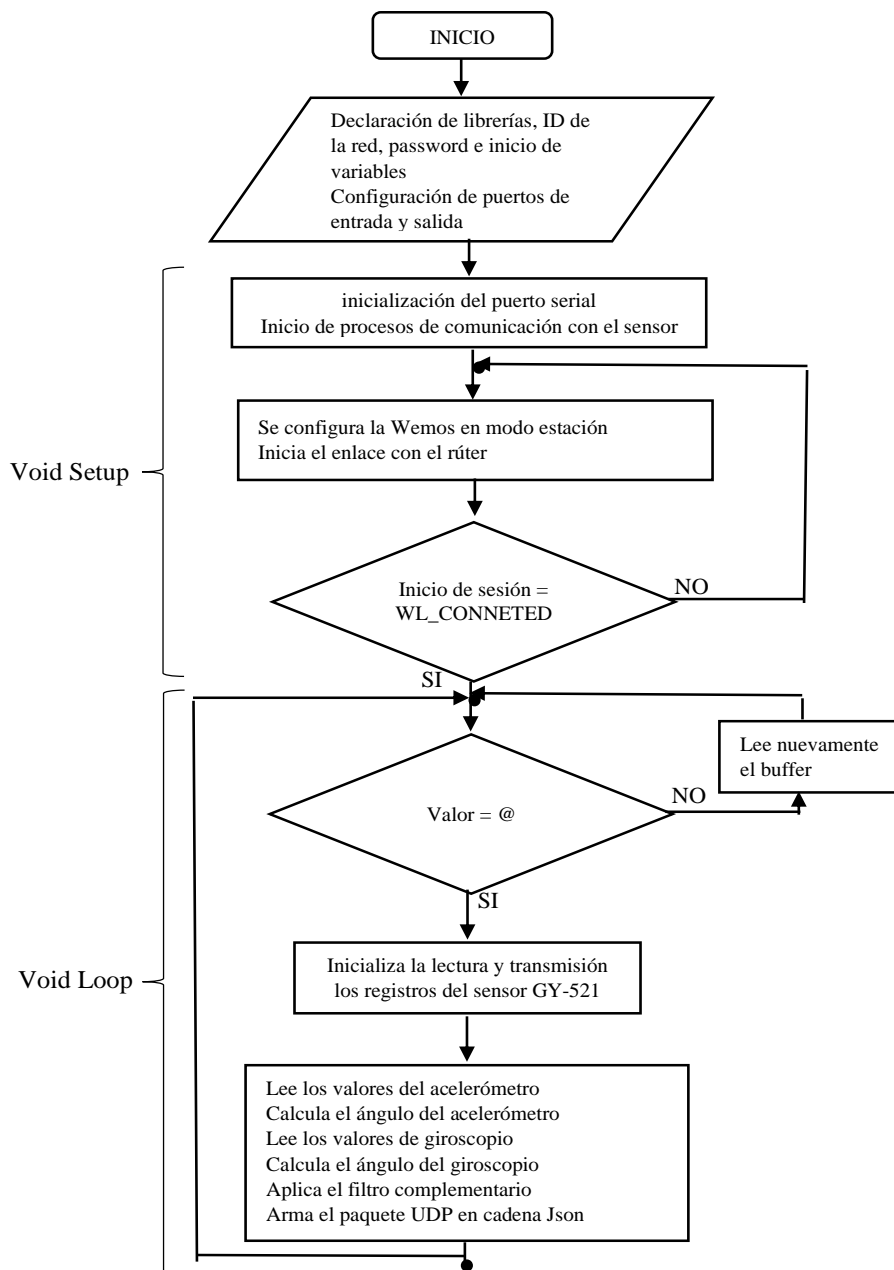 INICIO
Declaración de librerías, ID de
la red, password e inicio de
variables
Configuración de puertos de
entrada y salida
inicialización del puerto serial
Inicio de procesos de comunicación con el sensor
Se configura la Wemos en modo estación
Inicia el enlace con el rúter
Void Setup
Inicio de sesión =
WL_CONNETED
NO
SI
Lee nuevamente
el buffer
Valor = @
NO
SI
Inicializa la lectura y transmisión
los registros del sensor GY-521
Void Loop
Lee los valores del acelerómetro
Calcula el ángulo del acelerómetro
Lee los valores de giroscopio
Calcula el ángulo del giroscopio
Aplica el filtro complementario
Arma el paquete UDP en cadena Json